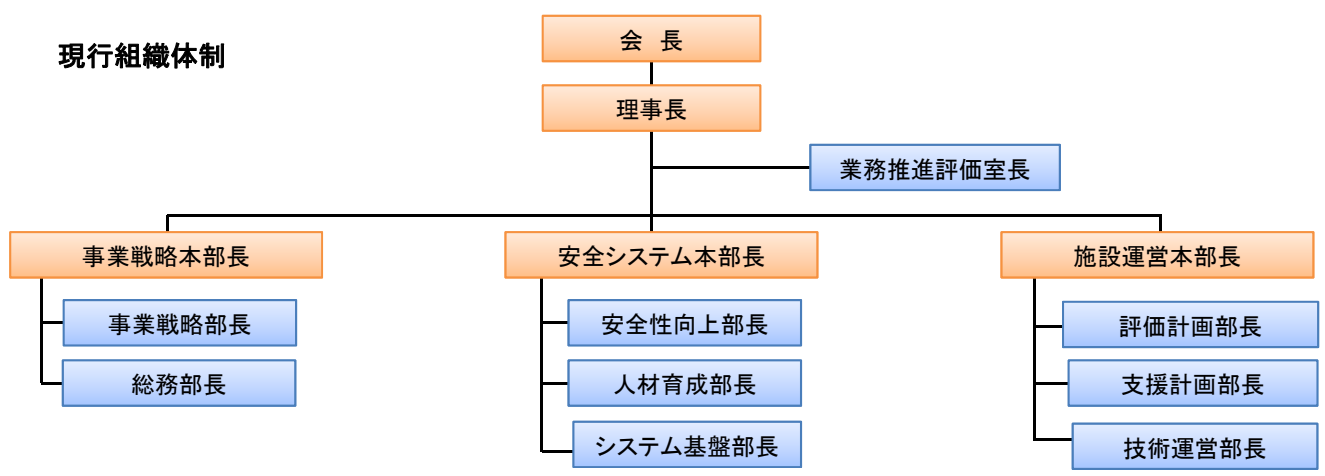 現行組織体制
会 長
理事長
業務推進評価室長
事業戦略本部長
安全システム本部長
施設運営本部長
事業戦略部長
安全性向上部長
評価計画部長
総務部長
人材育成部長
支援計画部長
システム基盤部長
技術運営部長